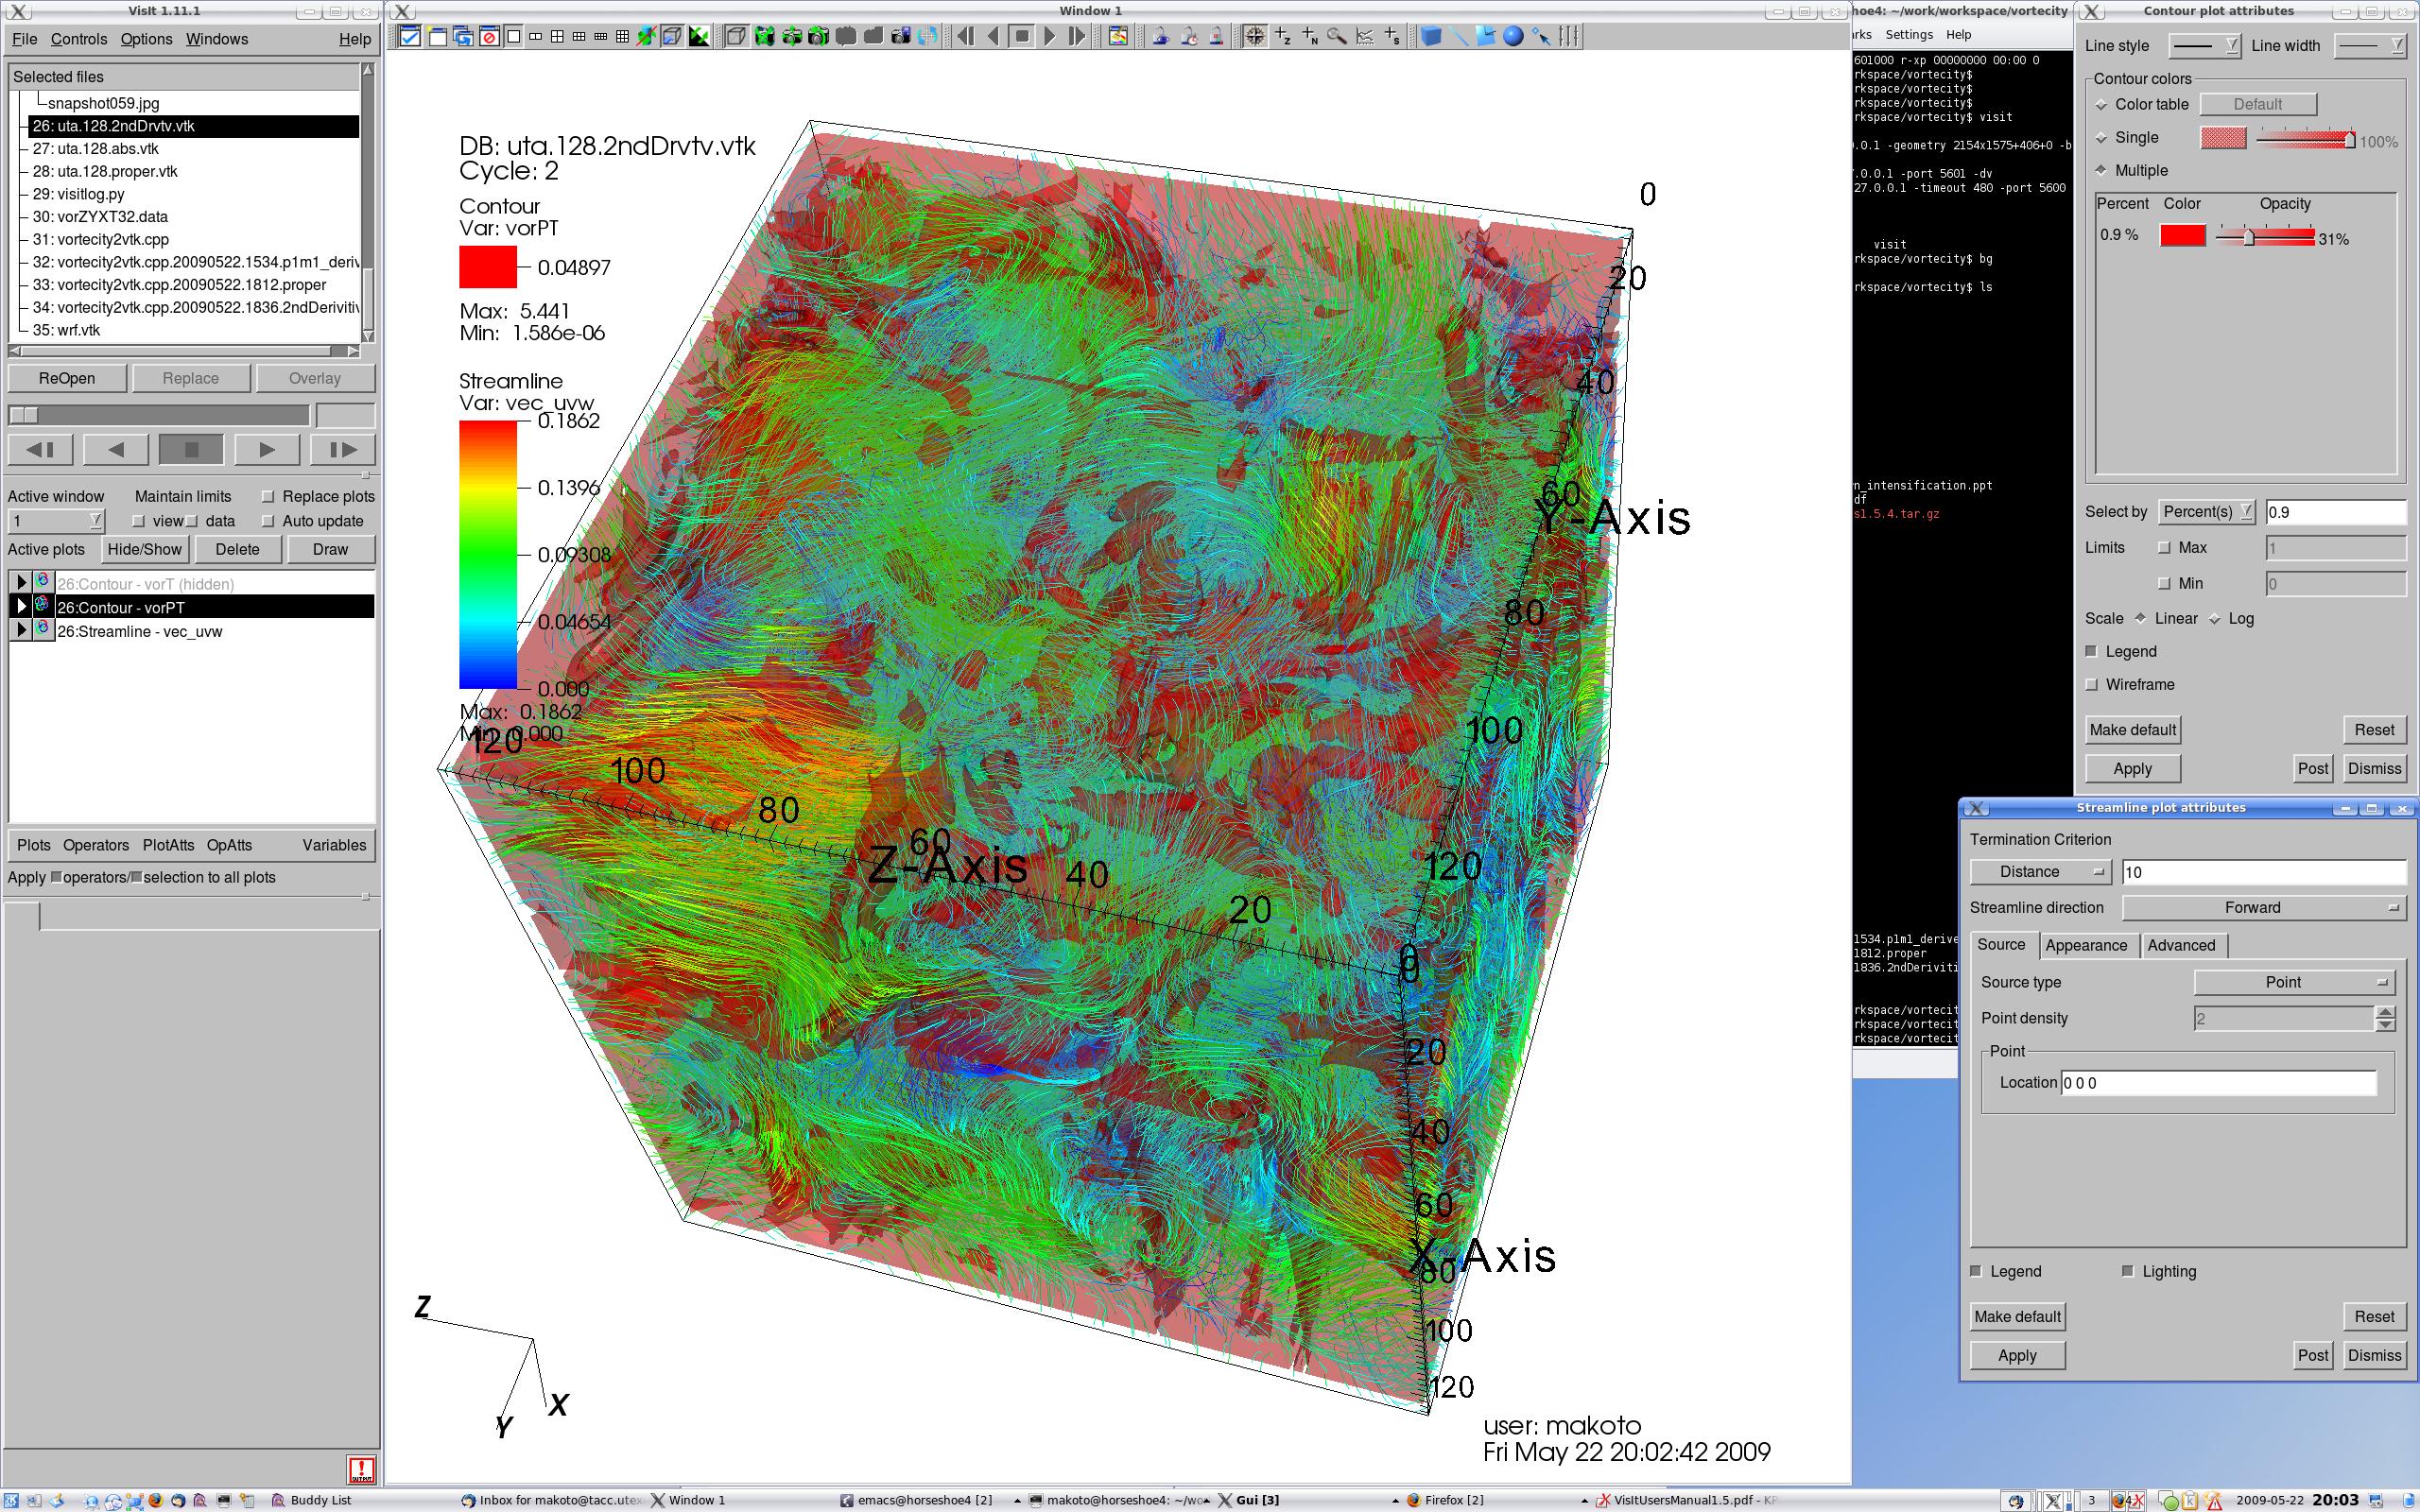 VisIt 1.11.1
File Controls Options Windows Help
Selected files
snapshot059.jpg
26: uta.128.2ndDrvtv.vtk
27: uta.128.abs.vtk
28: uta.128.proper.vtk
29: visitlog.py
30: vorZYXT32.data
31: vortecity2vtk.cpp
32: vortecity2vtk.cpp.20090522.1534.p1m1_deriv
33: vortecity2vtk.cpp.20090522.1812.proper
34: vortecity2vtk.cpp.20090522.1836.2ndDerivitiv
35: wrf.vtk
ReOpen Replace Overlay
Active window Maintain limits Replace plots
1 view data Auto update
Active plots Hide/Show Delete Draw
26:Contour - vorT (hidden)
26:Contour - vorPT
26:Streamline - vec_uvw
Plots Operators PlotAtts OpAtts Variables
Apply operators/ selection to all plots
Window 1
DB: uta.128.2ndDrvtv.vtk
Cycle: 2
Contour
Var: vorPT
0.04897
Max: 5.441
Min: 1.586e-06
Streamline
Var: vec_uvw
0.1862
0.1396
0.09308
0.04654
0.000
Max: 0.1862
Min: 0.000
0
20
40
60
Y-Axis
80
100
120
120
100
80
60
Z-Axis
40
20
0
0
20
40
60
X-Axis
80
100
120
Z
X
Y
user: makoto
Fri May 22 20:02:42 2009
hoe4: ~/work/workspace/vortecity
arks Settings Help
601000 r-xp 00000000 00:00 0
rkspace/vortecity$
rkspace/vortecity$
rkspace/vortecity$
rkspace/vortecity$ visit
.0.1 -geometry 2154x1575+406+0 -b
.0.0.1 -port 5601 -dv
27.0.0.1 -timeout 480 -port 5600
visit
rkspace/vortecity$ bg
rkspace/vortecity$ ls
n_intensification.ppt
df
s1.5.4.tar.gz
1534.p1m1_derive
1812.proper
1836.2ndDeriviti
rkspace/vortecit
rkspace/vortecit
rkspace/vortecit
Contour plot attributes
Line style Line width
Contour colors
Color table Default
Single 100%
Multiple
Percent Color Opacity
0.9 % 31%
Select by Percent(s) 0.9
Limits Max 1
Min 0
Scale Linear Log
Legend
Wireframe
Make default Reset
Apply Post Dismiss
Streamline plot attributes
Termination Criterion
Distance 10
Streamline direction Forward
Source Appearance Advanced
Source type Point
Point density 2
Point
Location 0 0 0
Legend Lighting
Make default Reset
Apply Post Dismiss
Buddy List Inbox for makoto@tacc.utex Window 1 emacs@horseshoe4 [2] makoto@horseshoe4: ~/wo Gui [3] Firefox [2] VisItUsersManual1.5.pdf - KP 3 2009-05-22 20:03